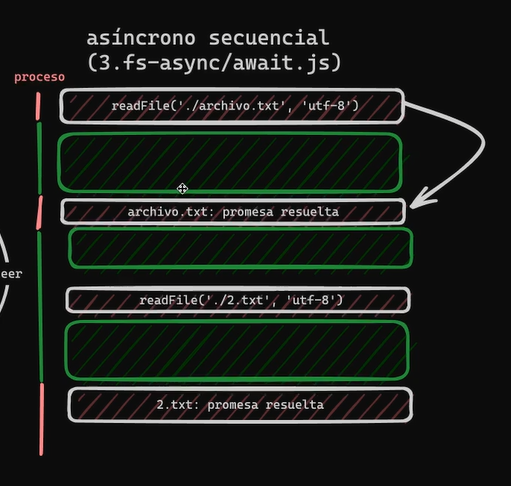 asíncrono secuencial
(3.fs-async/await.js)
proceso
readFile('./archivo.txt', 'utf-8')
archivo.txt: promesa resuelta
eer
readFile('./2.txt', 'utf-8')
2.txt: promesa resuelta